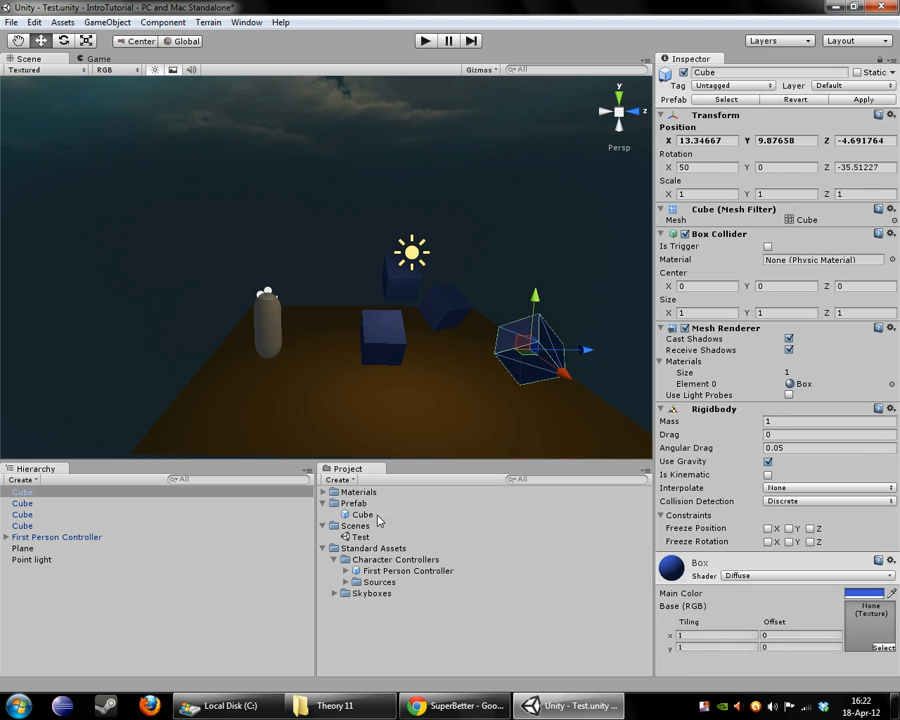 Unity - Test.unity - IntroTutorial - PC and Mac Standalone*
File Edit Assets GameObject Component Terrain Window Help
Center Global Layers Layout
Scene Game
Textured RGB Gizmos All
y
z
Persp
Inspector
Cube Static
Tag Untagged Layer Default
Prefab Select Revert Apply
Transform
Position
X 13.34667 Y 9.87658 Z -4.691764
Rotation
X 50 Y 0 Z -35.51227
Scale
X 1 Y 1 Z 1
Cube (Mesh Filter)
Mesh Cube
Box Collider
Is Trigger
Material None (Physic Material)
Center
X 0 Y 0 Z 0
Size
X 1 Y 1 Z 1
Mesh Renderer
Cast Shadows
Receive Shadows
Materials
Size 1
Element 0 Box
Use Light Probes
Rigidbody
Mass 1
Drag 0
Angular Drag 0.05
Use Gravity
Is Kinematic
Interpolate None
Collision Detection Discrete
Constraints
Freeze Position X Y Z
Freeze Rotation X Y Z
Box
Shader Diffuse
Main Color
Base (RGB)
None
(Texture)
Tiling Offset
x 1 0
y 1 0
Select
Hierarchy
Create All
Cube
Cube
Cube
Cube
First Person Controller
Plane
Point light
Project
Create All
Materials
Prefab
Cube
Scenes
Test
Standard Assets
Character Controllers
First Person Controller
Sources
Skyboxes
Local Disk (C:) Theory 11 SuperBetter - Goo... Unity - Test.unity ...
16:22
18-Apr-12